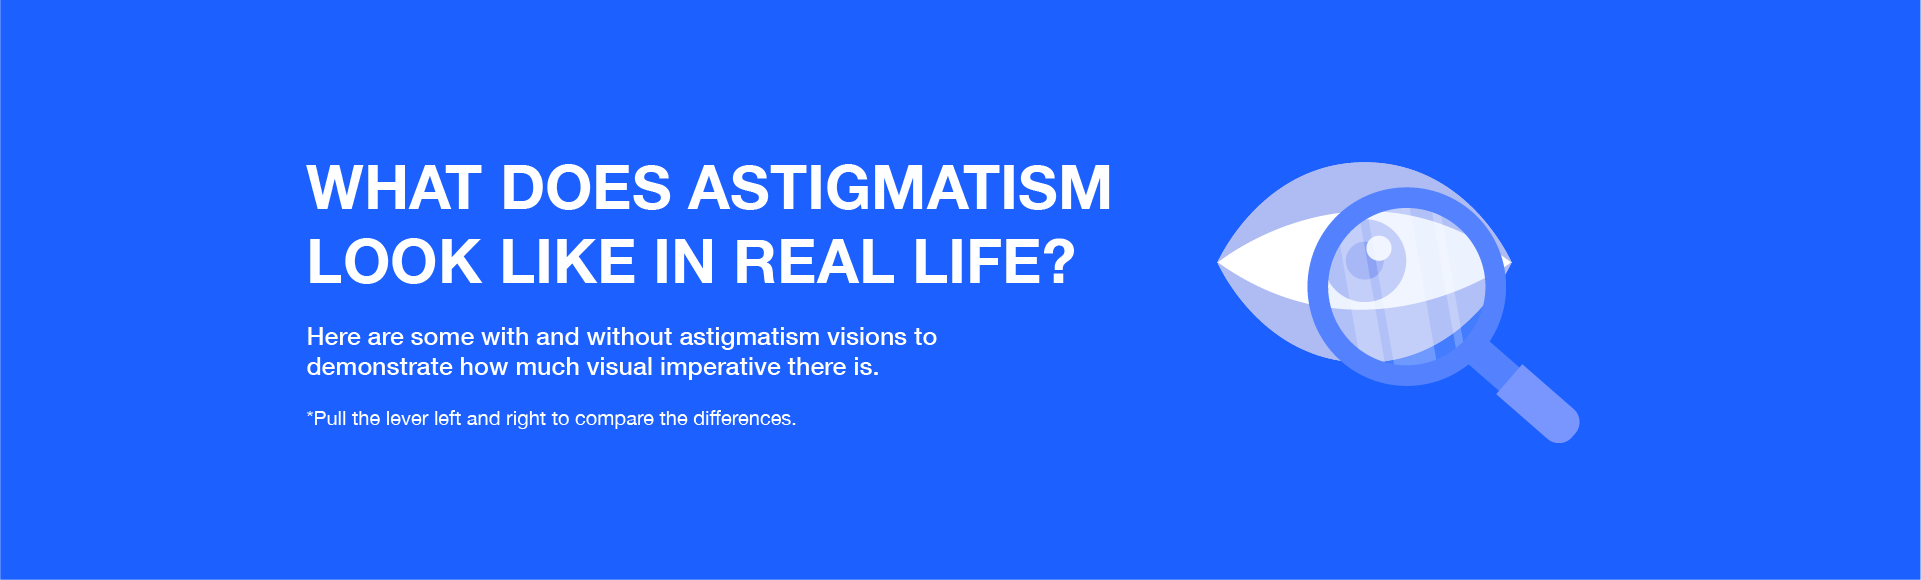 WHAT DOES ASTIGMATISM
LOOK LIKE IN REAL LIFE?
Here are some with and without astigmatism visions to
demonstrate how much visual imperative there is.
*Pull the lever left and right to compare the differences.